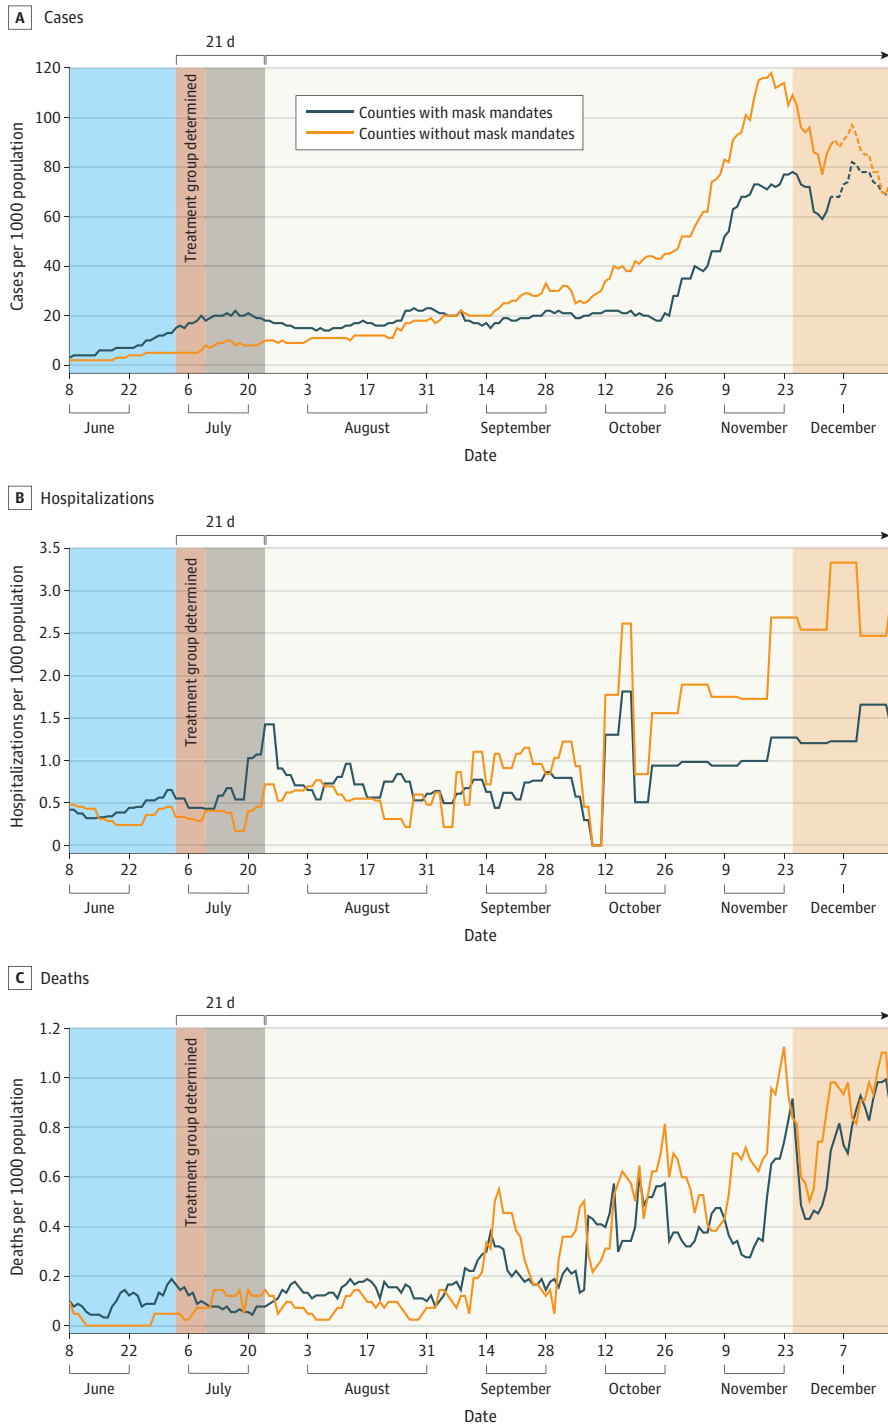 A Cases
21 d
Treatment group determined
Counties with mask mandates
Counties without mask mandates
Cases per 1000 population
120
100
80
60
40
20
0
8 22 6 20 3 17 31 14 28 12 26 9 23 7
June July August September October November December
Date
B Hospitalizations
21 d
Treatment group determined
Hospitalizations per 1000 population
3.5
3.0
2.5
2.0
1.5
1.0
0.5
0
8 22 6 20 3 17 31 14 28 12 26 9 23 7
June July August September October November December
Date
C Deaths
21 d
Treatment group determined
Deaths per 1000 population
1.2
1.0
0.8
0.6
0.4
0.2
0
8 22 6 20 3 17 31 14 28 12 26 9 23 7
June July August September October November December
Date